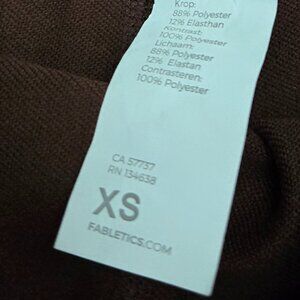 Krop:
88% Polyester
12% Elasthan
Kontrast:
100% Polyester
Lichaam:
88% Polyester
12% Elastan
Contrasteren:
100% Polyester
CA 57737
RN 134638
XS
FABLETICS.COM